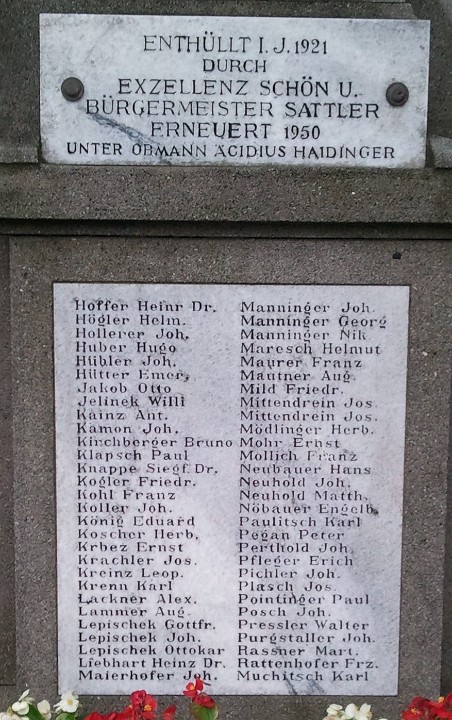 ENTHÜLLT I. J. 1921
DURCH
EXZELLENZ SCHÖN U.
BÜRGERMEISTER SATTLER
ERNEUERT 1950
UNTER OBMANN ÄCIDIUS HAIDINGER
Hoffer Heinr Dr.
Högler Helm.
Hollerer Joh.
Huber Hugo
Hübler Joh.
Hütter Emer.
Jakob Otto
Jelinek Willi
Kainz Ant.
Kamon Joh.
Kirchberger Bruno
Klapsch Paul
Knappe Siegf. Dr.
Kogler Friedr.
Kohl Franz
Koller Joh.
König Eduard
Koscher Herb.
Krbez Ernst
Krachler Jos.
Kreinz Leop.
Krenn Karl
Lackner Alex.
Lammer Aug.
Lepischek Gottfr.
Lepischek Joh.
Lepischek Ottokar
Liebhart Heinz Dr.
Maierhofer Joh.
Manninger Joh.
Manninger Georg
Manninger Nik
Maresch Helmut
Maurer Franz
Mautner Aug.
Mild Friedr.
Mittendrein Jos.
Mittendrein Jos.
Mödlinger Herb.
Mohr Ernst
Mollich Franz
Neubauer Hans
Neuhold Joh.
Neuhold Matth.
Nöbauer Engelb.
Paulitsch Karl
Pegan Peter
Perthold Joh.
Pfleger Erich
Pichler Joh.
Plasch Jos.
Pointinger Paul
Posch Joh.
Pressler Walter
Purgstaller Joh.
Rassner Mart.
Rattenhofer Frz.
Muchitsch Karl